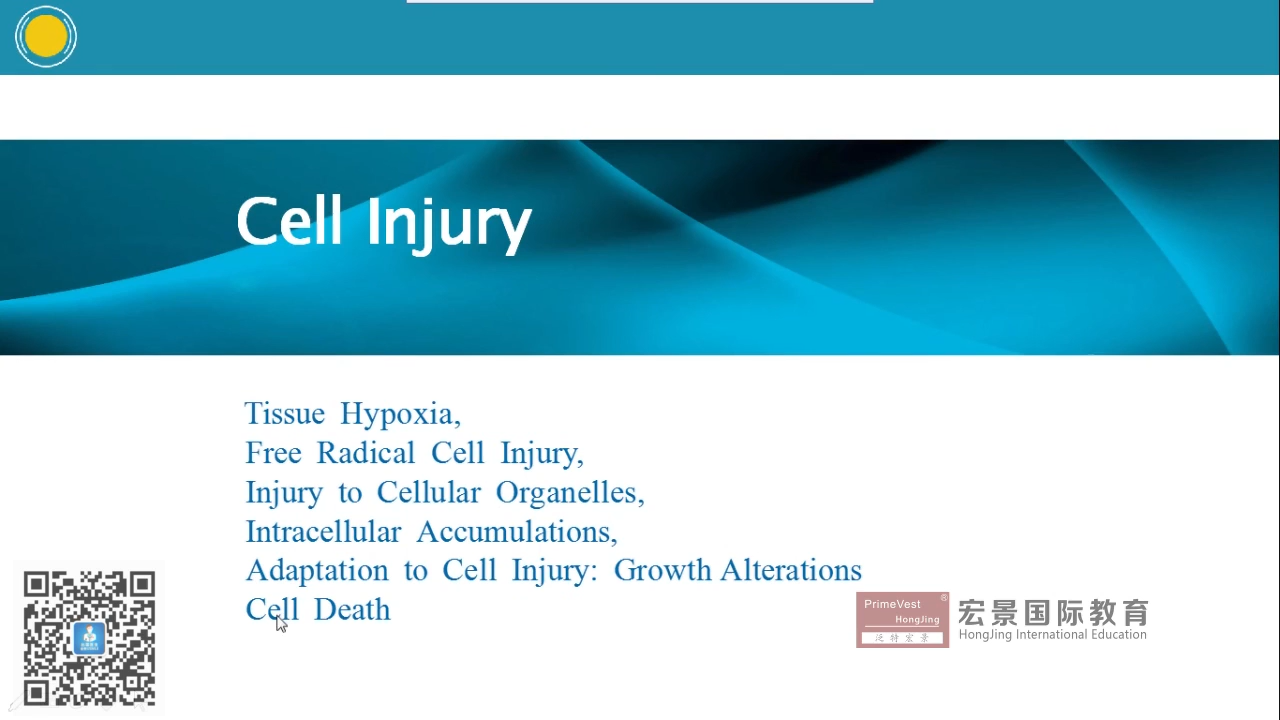 Cell Injury
Tissue Hypoxia,
Free Radical Cell Injury,
Injury to Cellular Organelles,
Intracellular Accumulations,
Adaptation to Cell Injury: Growth Alterations
Cell Death
PrimeVest ®
HongJing
宏景国际教育
HongJing International Education